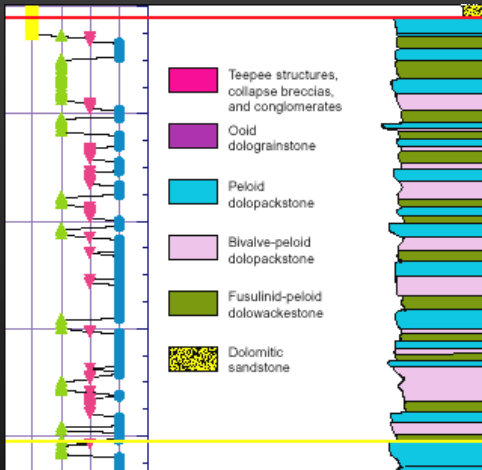 Teepee structures,
collapse breccias,
and conglomerates
Ooid
dolograinstone
Peloid
dolopackstone
Bivalve-peloid
dolopackstone
Fusulinid-peloid
dolowackestone
Dolomitic
sandstone